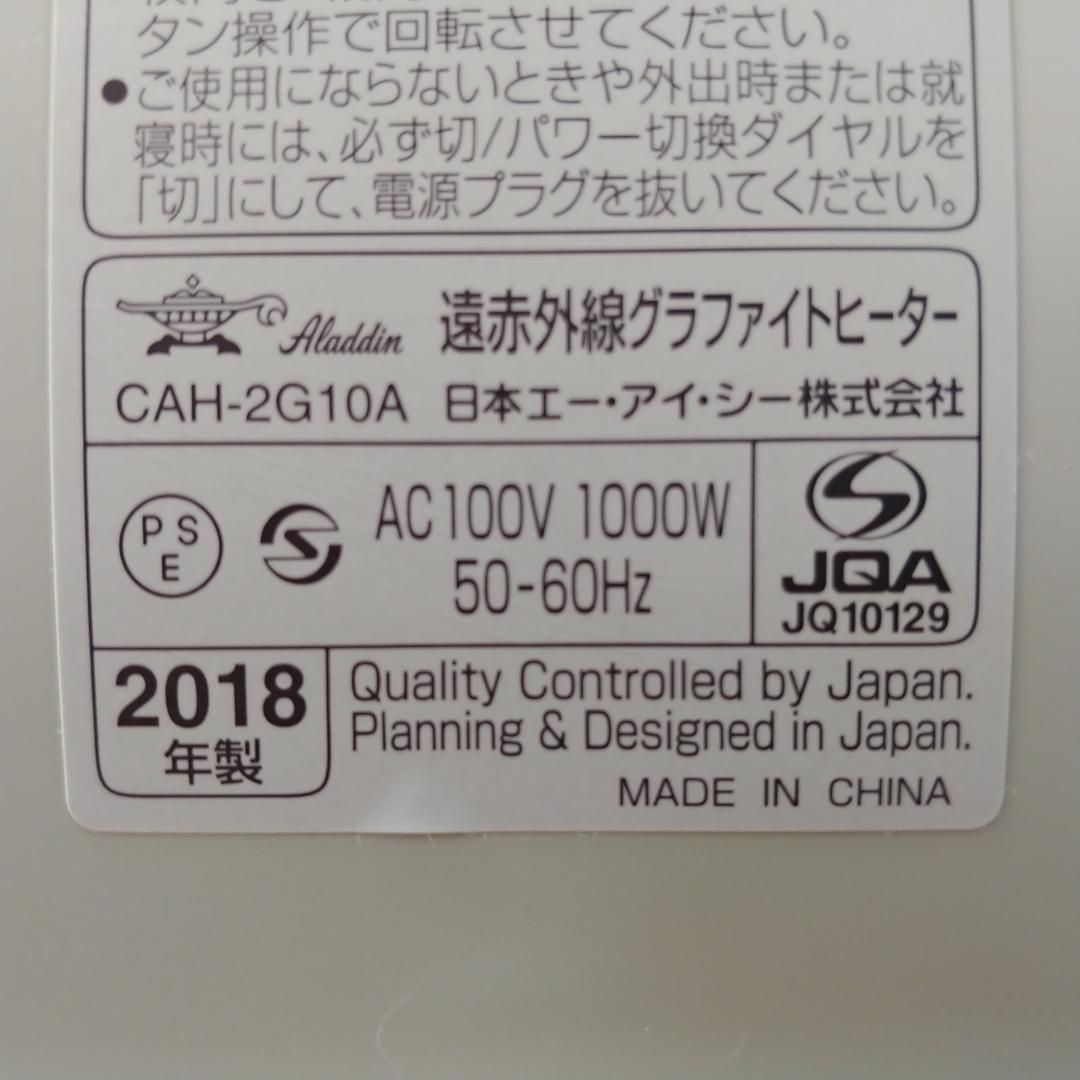 タン操作で回転させてください。
●ご使用にならないときや外出時または就
寝時には、必ず切/パワー切換ダイヤルを
「切」にして、電源プラグを抜いてください。
Aladdin 遠赤外線グラファイトヒーター
CAH-2G10A 日本エー・アイ・シー株式会社
PS
E
AC100V 1000W
50-60Hz
JQA
JQ10129
2018
年製
Quality Controlled by Japan.
Planning & Designed in Japan.
MADE IN CHINA